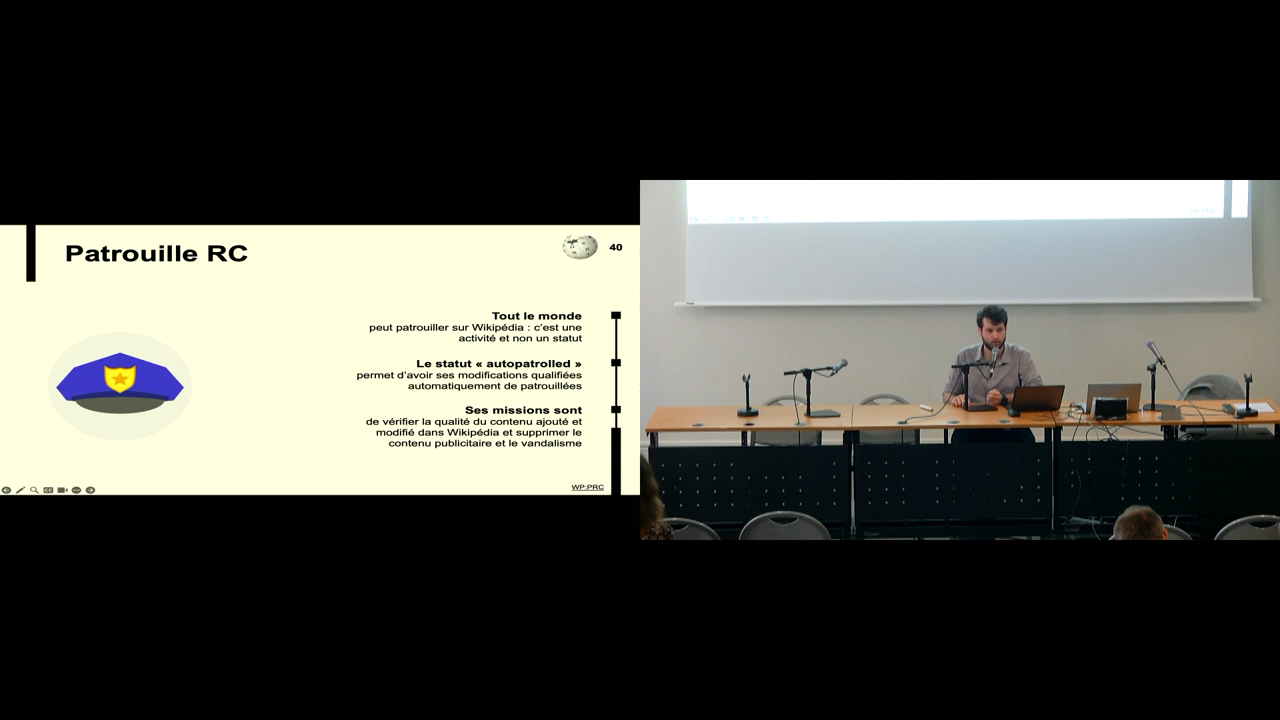 Patrouille RC
40
Tout le monde
peut patrouiller sur Wikipédia : c'est une
activité et non un statut
Le statut « autopatrolled »
permet d'avoir ses modifications qualifiées
automatiquement de patrouillées
Ses missions sont
de vérifier la qualité du contenu ajouté et
modifié dans Wikipédia et supprimer le
contenu publicitaire et le vandalisme
WP:PRC